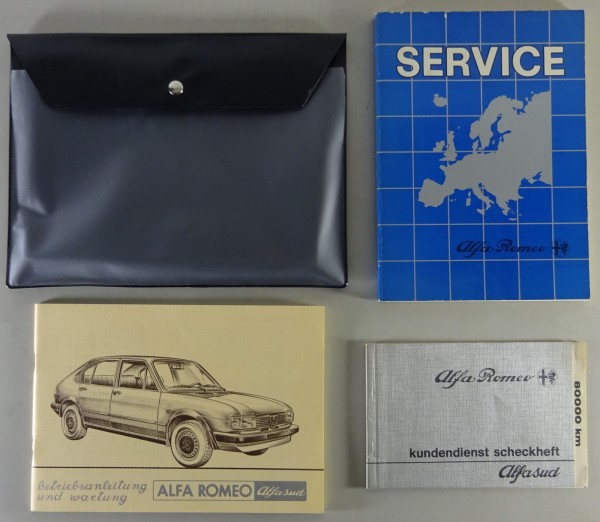 SERVICE
Alfa Romeo
betriebsanleitung
und wartung
ALFA ROMEO alfasud
Alfa Romeo
80000 km
kundendienst scheckheft
alfasud